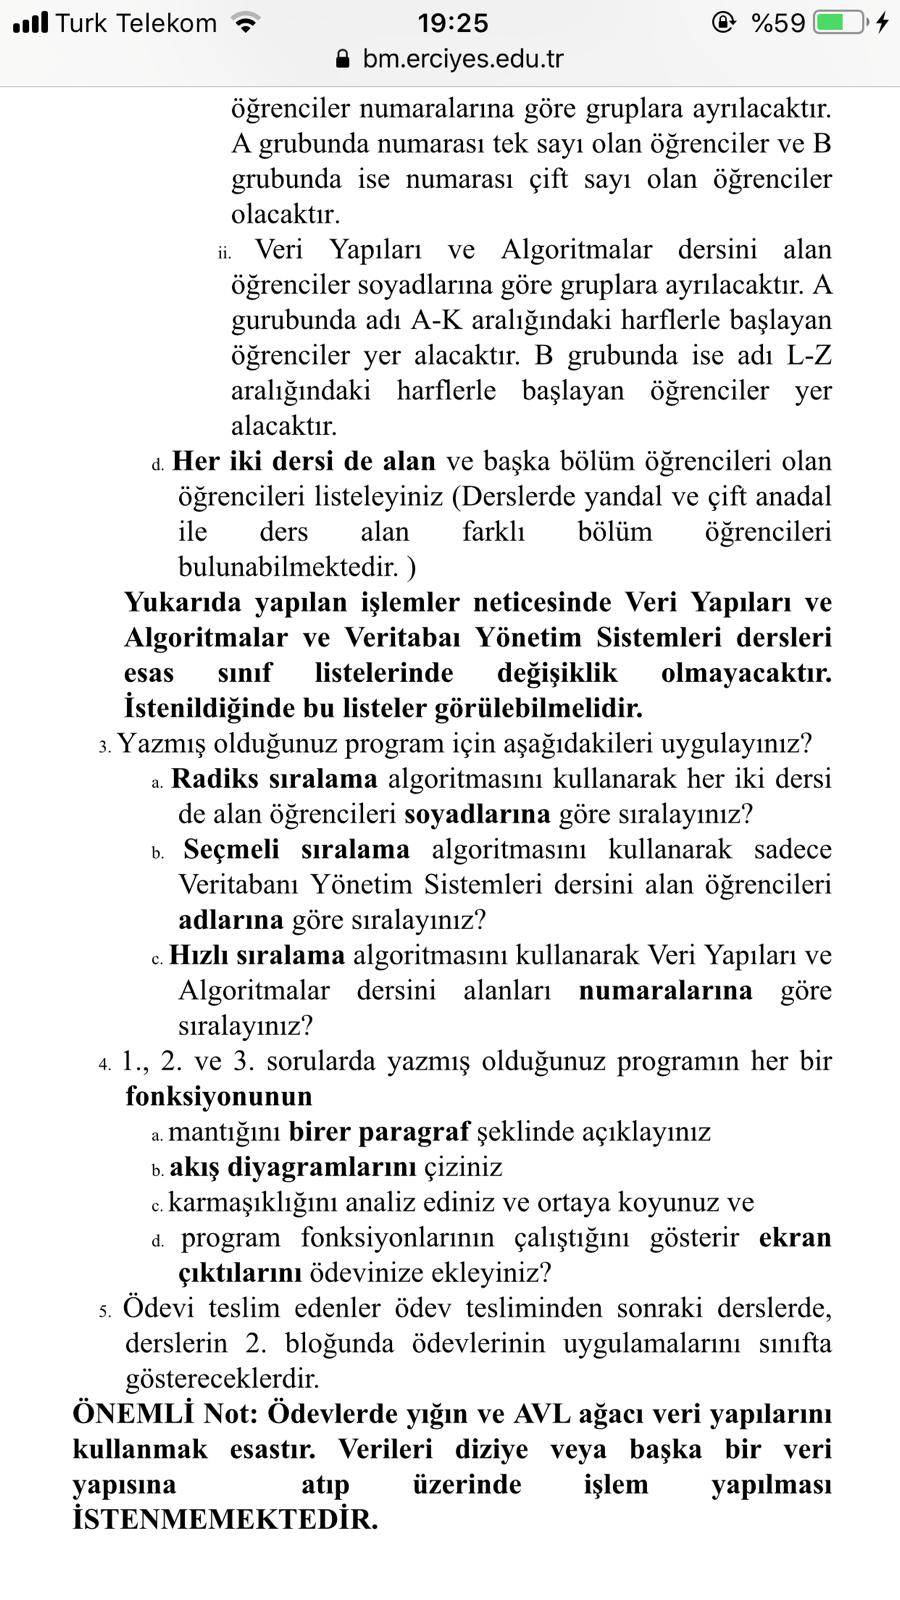 Turk Telekom 19:25 %59
bm.erciyes.edu.tr
öğrenciler numaralarına göre gruplara ayrılacaktır.
A grubunda numarası tek sayı olan öğrenciler ve B
grubunda ise numarası çift sayı olan öğrenciler
olacaktır.
ii. Veri Yapıları ve Algoritmalar dersini alan
öğrenciler soyadlarına göre gruplara ayrılacaktır. A
gurubunda adı A-K aralığındaki harflerle başlayan
öğrenciler yer alacaktır. B grubunda ise adı L-Z
aralığındaki harflerle başlayan öğrenciler yer
alacaktır.
d. Her iki dersi de alan ve başka bölüm öğrencileri olan
öğrencileri listeleyiniz (Derslerde yandal ve çift anadal
ile ders alan farklı bölüm öğrencileri
bulunabilmektedir. )
Yukarıda yapılan işlemler neticesinde Veri Yapıları ve
Algoritmalar ve Veritabaı Yönetim Sistemleri dersleri
esas sınıf listelerinde değişiklik olmayacaktır.
İstenildiğinde bu listeler görülebilmelidir.
3. Yazmış olduğunuz program için aşağıdakileri uygulayınız?
a. Radiks sıralama algoritmasını kullanarak her iki dersi
de alan öğrencileri soyadlarına göre sıralayınız?
b. Seçmeli sıralama algoritmasını kullanarak sadece
Veritabanı Yönetim Sistemleri dersini alan öğrencileri
adlarına göre sıralayınız?
c. Hızlı sıralama algoritmasını kullanarak Veri Yapıları ve
Algoritmalar dersini alanları numaralarına göre
sıralayınız?
4. 1., 2. ve 3. sorularda yazmış olduğunuz programın her bir
fonksiyonunun
a. mantığını birer paragraf şeklinde açıklayınız
b. akış diyagramlarını çiziniz
c. karmaşıklığını analiz ediniz ve ortaya koyunuz ve
d. program fonksiyonlarının çalıştığını gösterir ekran
çıktılarını ödevinize ekleyiniz?
5. Ödevi teslim edenler ödev tesliminden sonraki derslerde,
derslerin 2. bloğunda ödevlerinin uygulamalarını sınıfta
göstereceklerdir.
ÖNEMLİ Not: Ödevlerde yığın ve AVL ağacı veri yapılarını
kullanmak esastır. Verileri diziye veya başka bir veri
yapısına atıp üzerinde işlem yapılması
İSTENMEMEKTEDİR.